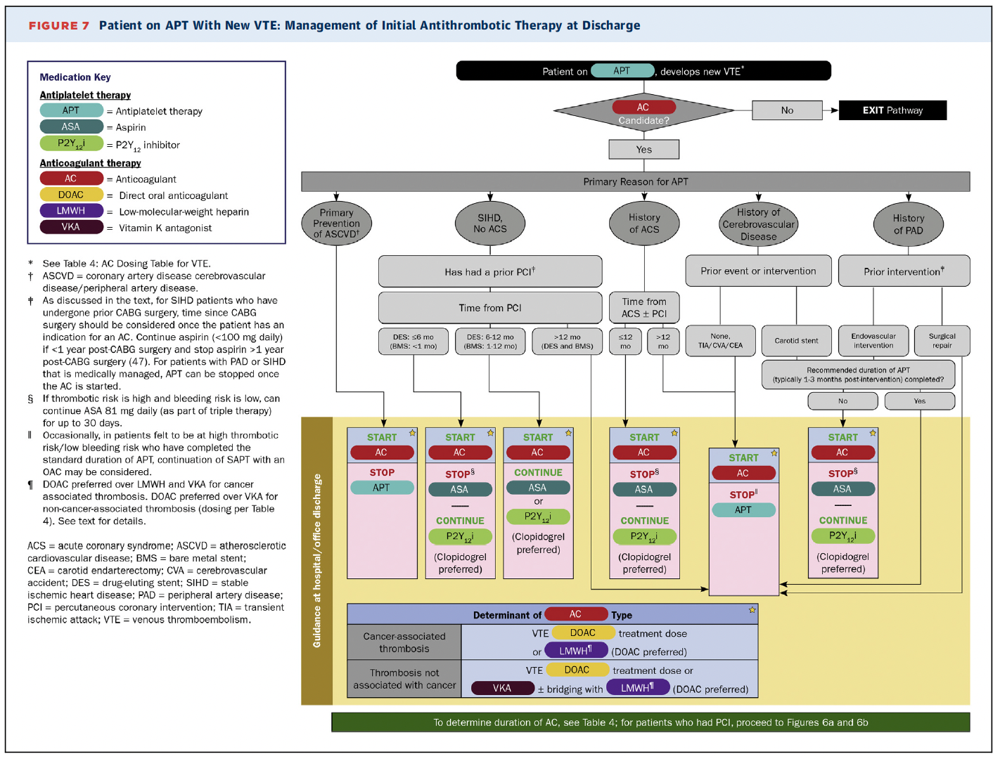 FIGURE 7 Patient on APT With New VTE: Management of Initial Antithrombotic Therapy at Discharge
Medication Key
Antiplatelet therapy
APT = Antiplatelet therapy
ASA = Aspirin
P2Y12i = P2Y12 inhibitor
Anticoagulant therapy
AC = Anticoagulant
DOAC = Direct oral anticoagulant
LMWH = Low-molecular-weight heparin
VKA = Vitamin K antagonist
* See Table 4: AC Dosing Table for VTE.
† ASCVD = coronary artery disease cerebrovascular
disease/peripheral artery disease.
‡ As discussed in the text, for SIHD patients who have
undergone prior CABG surgery, time since CABG
surgery should be considered once the patient has an
indication for an AC. Continue aspirin (<100 mg daily)
if <1 year post-CABG surgery and stop aspirin >1 year
post-CABG surgery (47). For patients with PAD or SIHD
that is medically managed, APT can be stopped once
the AC is started.
§ If thrombotic risk is high and bleeding risk is low, can
continue ASA 81 mg daily (as part of triple therapy)
for up to 30 days.
‖ Occasionally, in patients felt to be at high thrombotic
risk/low bleeding risk who have completed the
standard duration of APT, continuation of SAPT with an
OAC may be considered.
¶ DOAC preferred over LMWH and VKA for cancer
associated thrombosis. DOAC preferred over VKA for
non-cancer-associated thrombosis (dosing per Table
4). See text for details.
ACS = acute coronary syndrome; ASCVD = atherosclerotic
cardiovascular disease; BMS = bare metal stent;
CEA = carotid endarterectomy; CVA = cerebrovascular
accident; DES = drug-eluting stent; SIHD = stable
ischemic heart disease; PAD = peripheral artery disease;
PCI = percutaneous coronary intervention; TIA = transient
ischemic attack; VTE = venous thromboembolism.
Patient on APT, develops new VTE*
AC
Candidate?
No
EXIT Pathway
Yes
Primary Reason for APT
Primary
Prevention
of ASCVD†
SIHD,
No ACS
History
of ACS
History of
Cerebrovascular
Disease
History
of PAD
Has had a prior PCI‡
Time from PCI
Time from
ACS ± PCI
Prior event or intervention
Prior intervention‡
DES: ≤6 mo
(BMS: <1 mo)
DES: 6-12 mo
(BMS: 1-12 mo)
>12 mo
(DES and BMS)
≤12
mo
>12
mo
None,
TIA/CVA/CEA
Carotid stent
Endovascular
intervention
Surgical
repair
Recommended duration of APT
(typically 1-3 months post-intervention) completed?
No
Yes
Guidance at hospital/office discharge
START
AC
STOP
APT
START
AC
STOP§
ASA
CONTINUE
P2Y12i
(Clopidogrel
preferred)
START
AC
CONTINUE
ASA
or
P2Y12i
(Clopidogrel
preferred)
START
AC
STOP§
ASA
CONTINUE
P2Y12i
(Clopidogrel
preferred)
START
AC
STOP‖
APT
START
AC
STOP§
ASA
CONTINUE
P2Y12i
(Clopidogrel
preferred)
Determinant of AC Type
Cancer-associated
thrombosis
VTE DOAC treatment dose
or LMWH¶ (DOAC preferred)
Thrombosis not
associated with cancer
VTE DOAC treatment dose or
VKA ± bridging with LMWH¶ (DOAC preferred)
To determine duration of AC, see Table 4; for patients who had PCI, proceed to Figures 6a and 6b